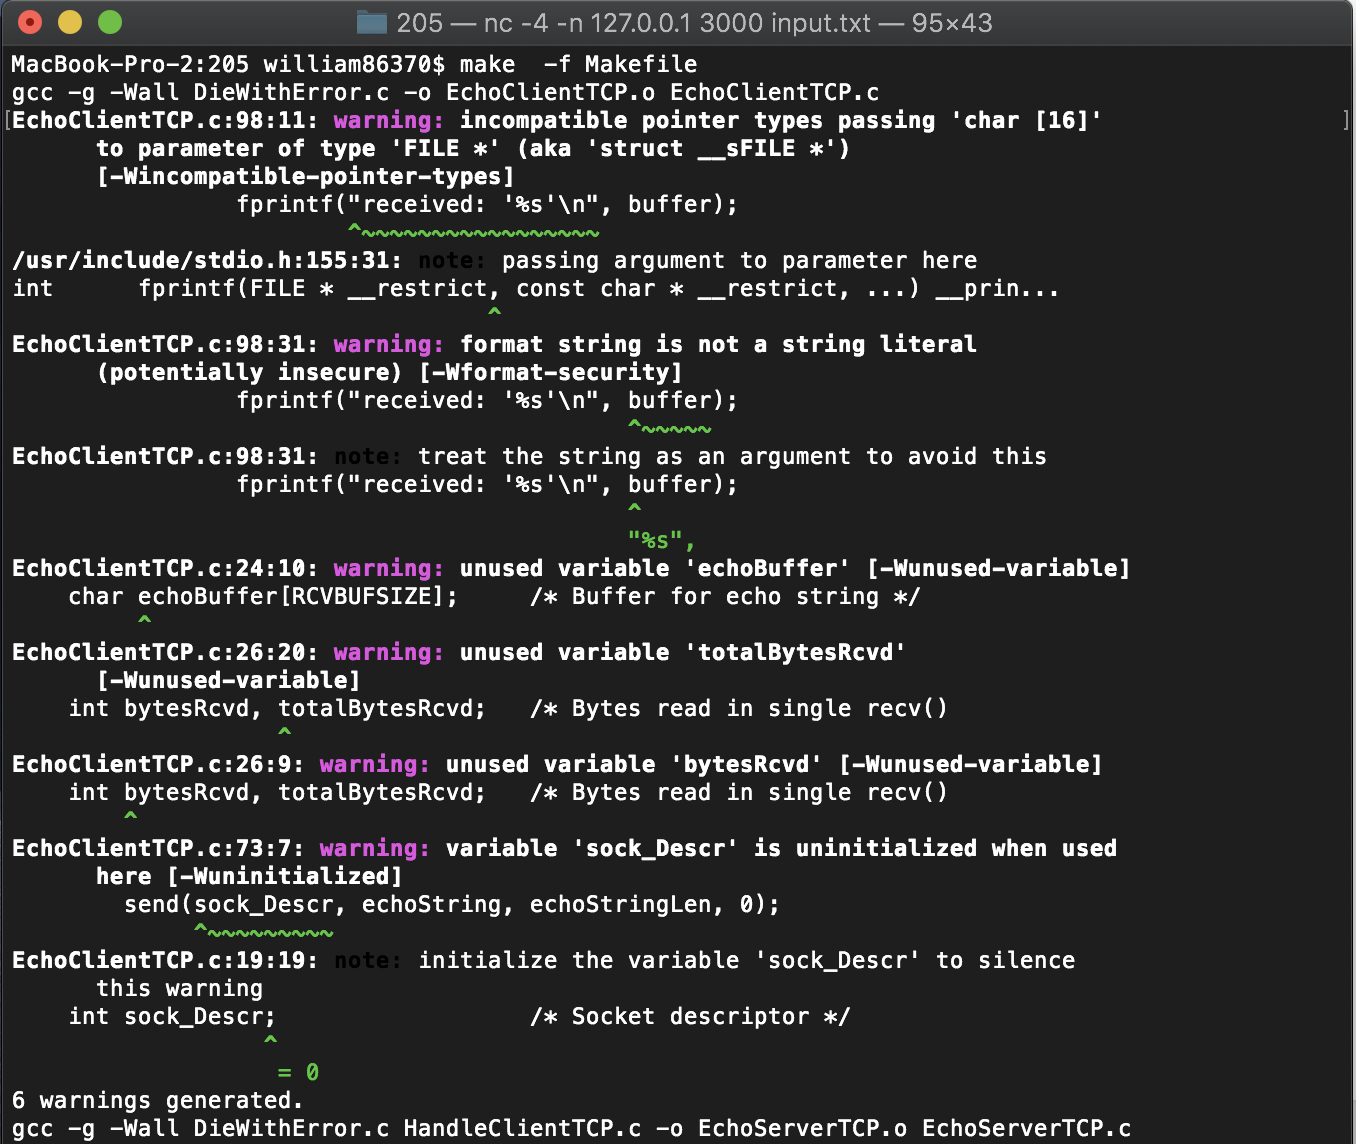 205 — nc -4 -n 127.0.0.1 3000 input.txt — 95×43
MacBook-Pro-2:205 william86370$ make  -f Makefile
gcc -g -Wall DieWithError.c -o EchoClientTCP.o EchoClientTCP.c
[EchoClientTCP.c:98:11: warning: incompatible pointer types passing 'char [16]' ]
      to parameter of type 'FILE *' (aka 'struct __sFILE *')
      [-Wincompatible-pointer-types]
                fprintf("received: '%s'\n", buffer);
                        ^~~~~~~~~~~~~~~~~~
/usr/include/stdio.h:155:31: note: passing argument to parameter here
int      fprintf(FILE * __restrict, const char * __restrict, ...) __prin...
                                  ^
EchoClientTCP.c:98:31: warning: format string is not a string literal
      (potentially insecure) [-Wformat-security]
                fprintf("received: '%s'\n", buffer);
                                            ^~~~~~
EchoClientTCP.c:98:31: note: treat the string as an argument to avoid this
                fprintf("received: '%s'\n", buffer);
                                            ^
                                            "%s",
EchoClientTCP.c:24:10: warning: unused variable 'echoBuffer' [-Wunused-variable]
    char echoBuffer[RCVBUFSIZE];     /* Buffer for echo string */
         ^
EchoClientTCP.c:26:20: warning: unused variable 'totalBytesRcvd'
      [-Wunused-variable]
    int bytesRcvd, totalBytesRcvd;   /* Bytes read in single recv()
                   ^
EchoClientTCP.c:26:9: warning: unused variable 'bytesRcvd' [-Wunused-variable]
    int bytesRcvd, totalBytesRcvd;   /* Bytes read in single recv()
        ^
EchoClientTCP.c:73:7: warning: variable 'sock_Descr' is uninitialized when used
      here [-Wuninitialized]
        send(sock_Descr, echoString, echoStringLen, 0);
             ^~~~~~~~~~
EchoClientTCP.c:19:19: note: initialize the variable 'sock_Descr' to silence
      this warning
    int sock_Descr;                  /* Socket descriptor */
                  ^
                   = 0
6 warnings generated.
gcc -g -Wall DieWithError.c HandleClientTCP.c -o EchoServerTCP.o EchoServerTCP.c